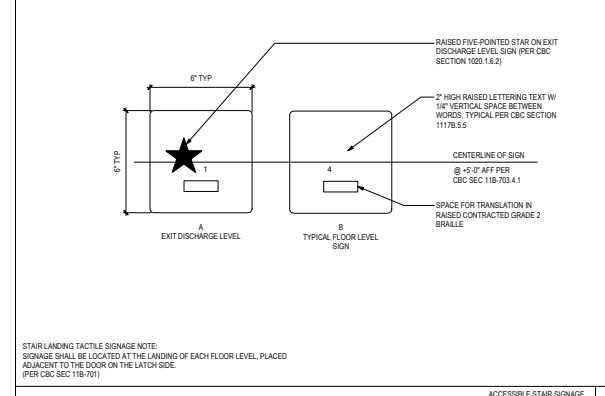 RAISED FIVE-POINTED STAR ON EXIT
DISCHARGE LEVEL SIGN (PER CBC
SECTION 1020.1.6.2)
6" TYP
2" HIGH RAISED LETTERING TEXT W/
1/4" VERTICAL SPACE BETWEEN
WORDS, TYPICAL PER CBC SECTION
1117B.5.5
6" TYP
CENTERLINE OF SIGN
@ +5'-0" AFF PER
CBC SEC 11B-703.4.1
1
4
SPACE FOR TRANSLATION IN
RAISED CONTRACTED GRADE 2
BRAILLE
A
EXIT DISCHARGE LEVEL
B
TYPICAL FLOOR LEVEL
SIGN
STAIR LANDING TACTILE SIGNAGE NOTE:
SIGNAGE SHALL BE LOCATED AT THE LANDING OF EACH FLOOR LEVEL, PLACED
ADJACENT TO THE DOOR ON THE LATCH SIDE.
(PER CBC SEC 11B-701)
ACCESSIBLE STAIR SIGNAGE